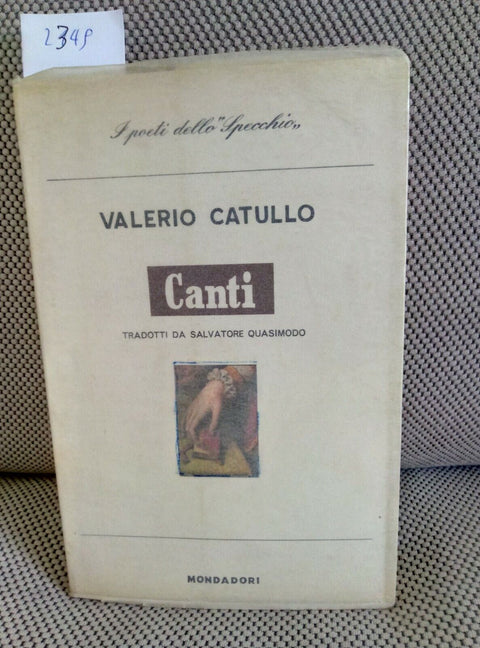 2349
I poeti dello "Specchio„
VALERIO CATULLO
Canti
TRADOTTI DA SALVATORE QUASIMODO
MONDADORI